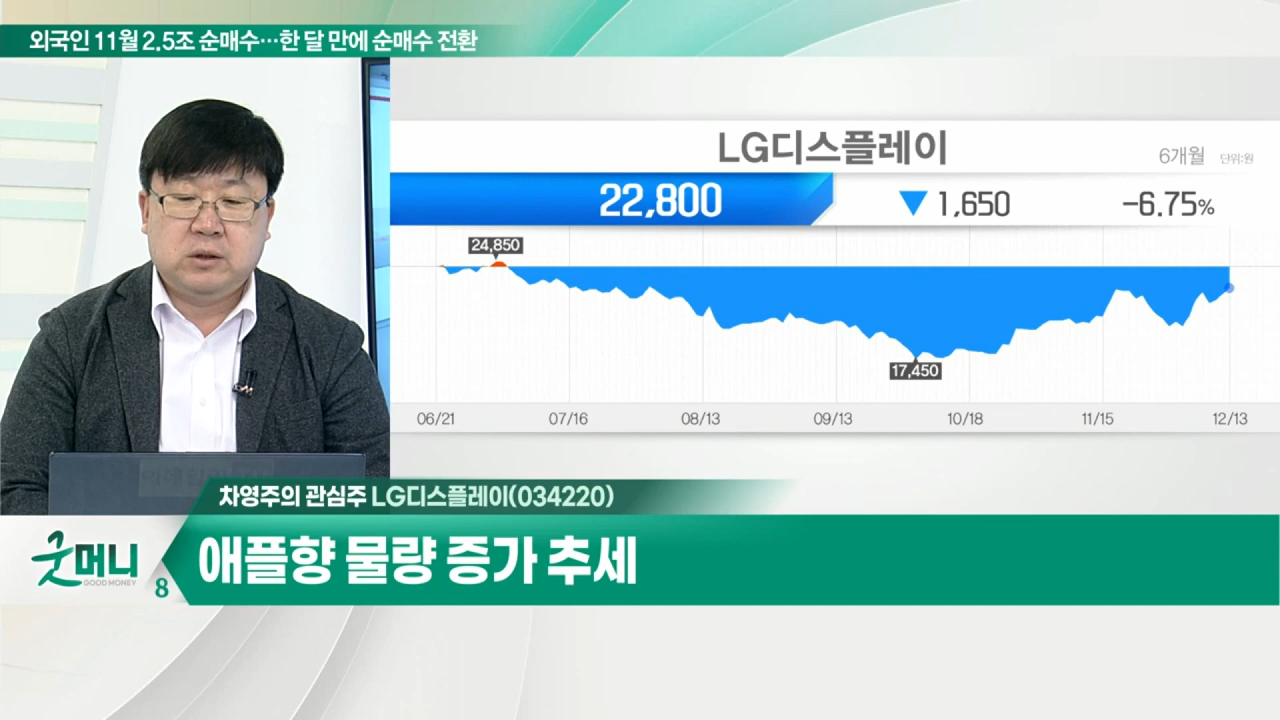 외국인 11월 2.5조 순매수…한 달 만에 순매수 전환
LG디스플레이
6개월 단위:원
22,800 ▼ 1,650 -6.75%
24,850
17,450
06/21 07/16 08/13 09/13 10/18 11/15 12/13
차영주의 관심주 LG디스플레이(034220)
굿머니
GOOD MONEY
8
애플향 물량 증가 추세